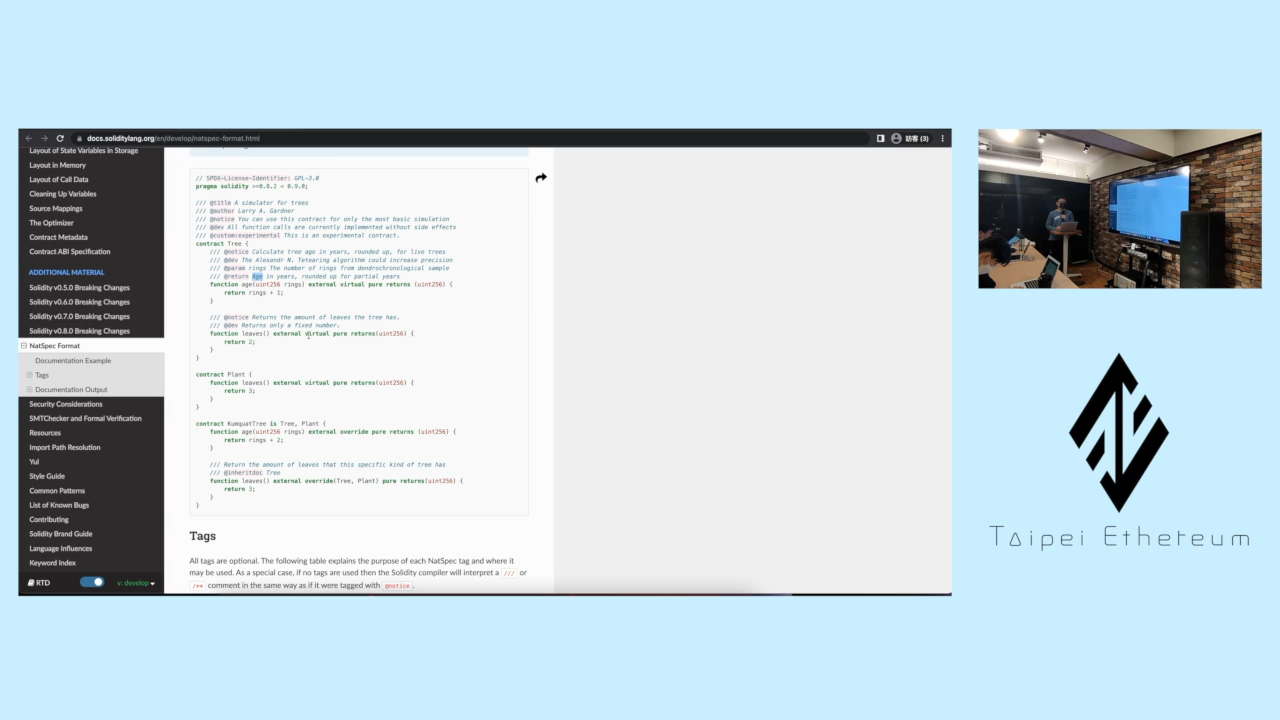 docs.soliditylang.org/en/develop/natspec-format.html
訪客 (3)
Layout of State Variables in Storage
Layout in Memory
Layout of Call Data
Cleaning Up Variables
Source Mappings
The Optimizer
Contract Metadata
Contract ABI Specification
ADDITIONAL MATERIAL
Solidity v0.5.0 Breaking Changes
Solidity v0.6.0 Breaking Changes
Solidity v0.7.0 Breaking Changes
Solidity v0.8.0 Breaking Changes
NatSpec Format
Documentation Example
Tags
Documentation Output
Security Considerations
SMTChecker and Formal Verification
Resources
Import Path Resolution
Yul
Style Guide
Common Patterns
List of Known Bugs
Contributing
Solidity Brand Guide
Language Influences
Keyword Index
RTD
v: develop
// SPDX-License-Identifier: GPL-3.0
pragma solidity >=0.8.2 < 0.9.0;
/// @title A simulator for trees
/// @author Larry A. Gardner
/// @notice You can use this contract for only the most basic simulation
/// @dev All function calls are currently implemented without side effects
/// @custom:experimental This is an experimental contract.
contract Tree {
/// @notice Calculate tree age in years, rounded up, for live trees
/// @dev The Alexandr N. Tetearing algorithm could increase precision
/// @param rings The number of rings from dendrochronological sample
/// @return Age in years, rounded up for partial years
function age(uint256 rings) external virtual pure returns (uint256) {
return rings + 1;
}
/// @notice Returns the amount of leaves the tree has.
/// @dev Returns only a fixed number.
function leaves() external virtual pure returns(uint256) {
return 2;
}
}
contract Plant {
function leaves() external virtual pure returns(uint256) {
return 3;
}
}
contract KumquatTree is Tree, Plant {
function age(uint256 rings) external override pure returns (uint256) {
return rings + 2;
}
/// Return the amount of leaves that this specific kind of tree has
/// @inheritdoc Tree
function leaves() external override(Tree, Plant) pure returns(uint256) {
return 3;
}
}
Tags
All tags are optional. The following table explains the purpose of each NatSpec tag and where it
may be used. As a special case, if no tags are used then the Solidity compiler will interpret a /// or
/** comment in the same way as if it were tagged with @notice.
Taipei Ethereum